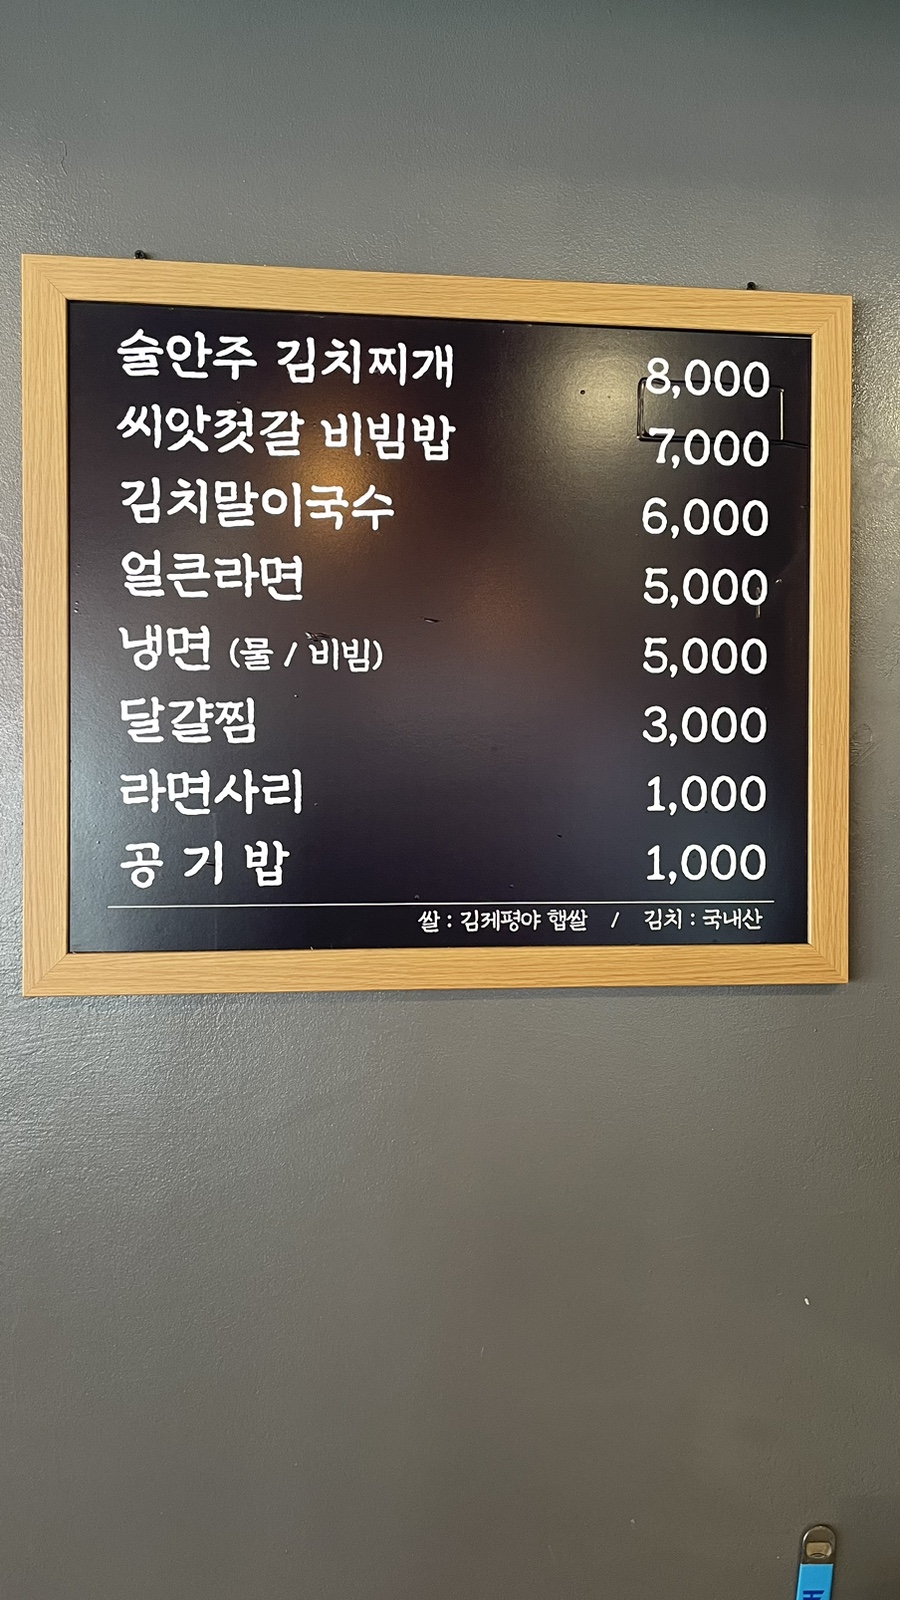 술안주 김치찌개 8,000
씨앗젓갈 비빔밥 7,000
김치말이국수 6,000
얼큰라면 5,000
냉면 (물 / 비빔) 5,000
달걀찜 3,000
라면사리 1,000
공 기 밥 1,000
쌀 : 김제평야 햅쌀 / 김치 : 국내산